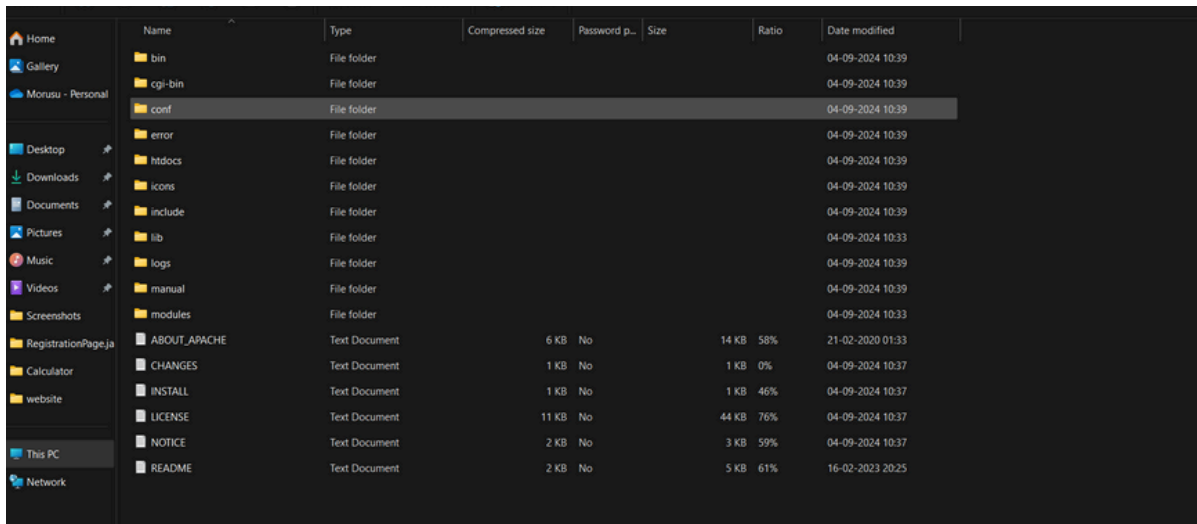 Home
Gallery
Morusu - Personal
Desktop
Downloads
Documents
Pictures
Music
Videos
Screenshots
RegistrationPage.ja
Calculator
website
This PC
Network
Name Type Compressed size Password p... Size Ratio Date modified
bin File folder 04-09-2024 10:39
cgi-bin File folder 04-09-2024 10:39
conf File folder 04-09-2024 10:39
error File folder 04-09-2024 10:39
htdocs File folder 04-09-2024 10:39
icons File folder 04-09-2024 10:39
include File folder 04-09-2024 10:39
lib File folder 04-09-2024 10:33
logs File folder 04-09-2024 10:39
manual File folder 04-09-2024 10:39
modules File folder 04-09-2024 10:33
ABOUT_APACHE Text Document 6 KB No 14 KB 58% 21-02-2020 01:33
CHANGES Text Document 1 KB No 1 KB 0% 04-09-2024 10:37
INSTALL Text Document 1 KB No 1 KB 46% 04-09-2024 10:37
LICENSE Text Document 11 KB No 44 KB 76% 04-09-2024 10:37
NOTICE Text Document 2 KB No 3 KB 59% 04-09-2024 10:37
README Text Document 2 KB No 5 KB 61% 16-02-2023 20:25